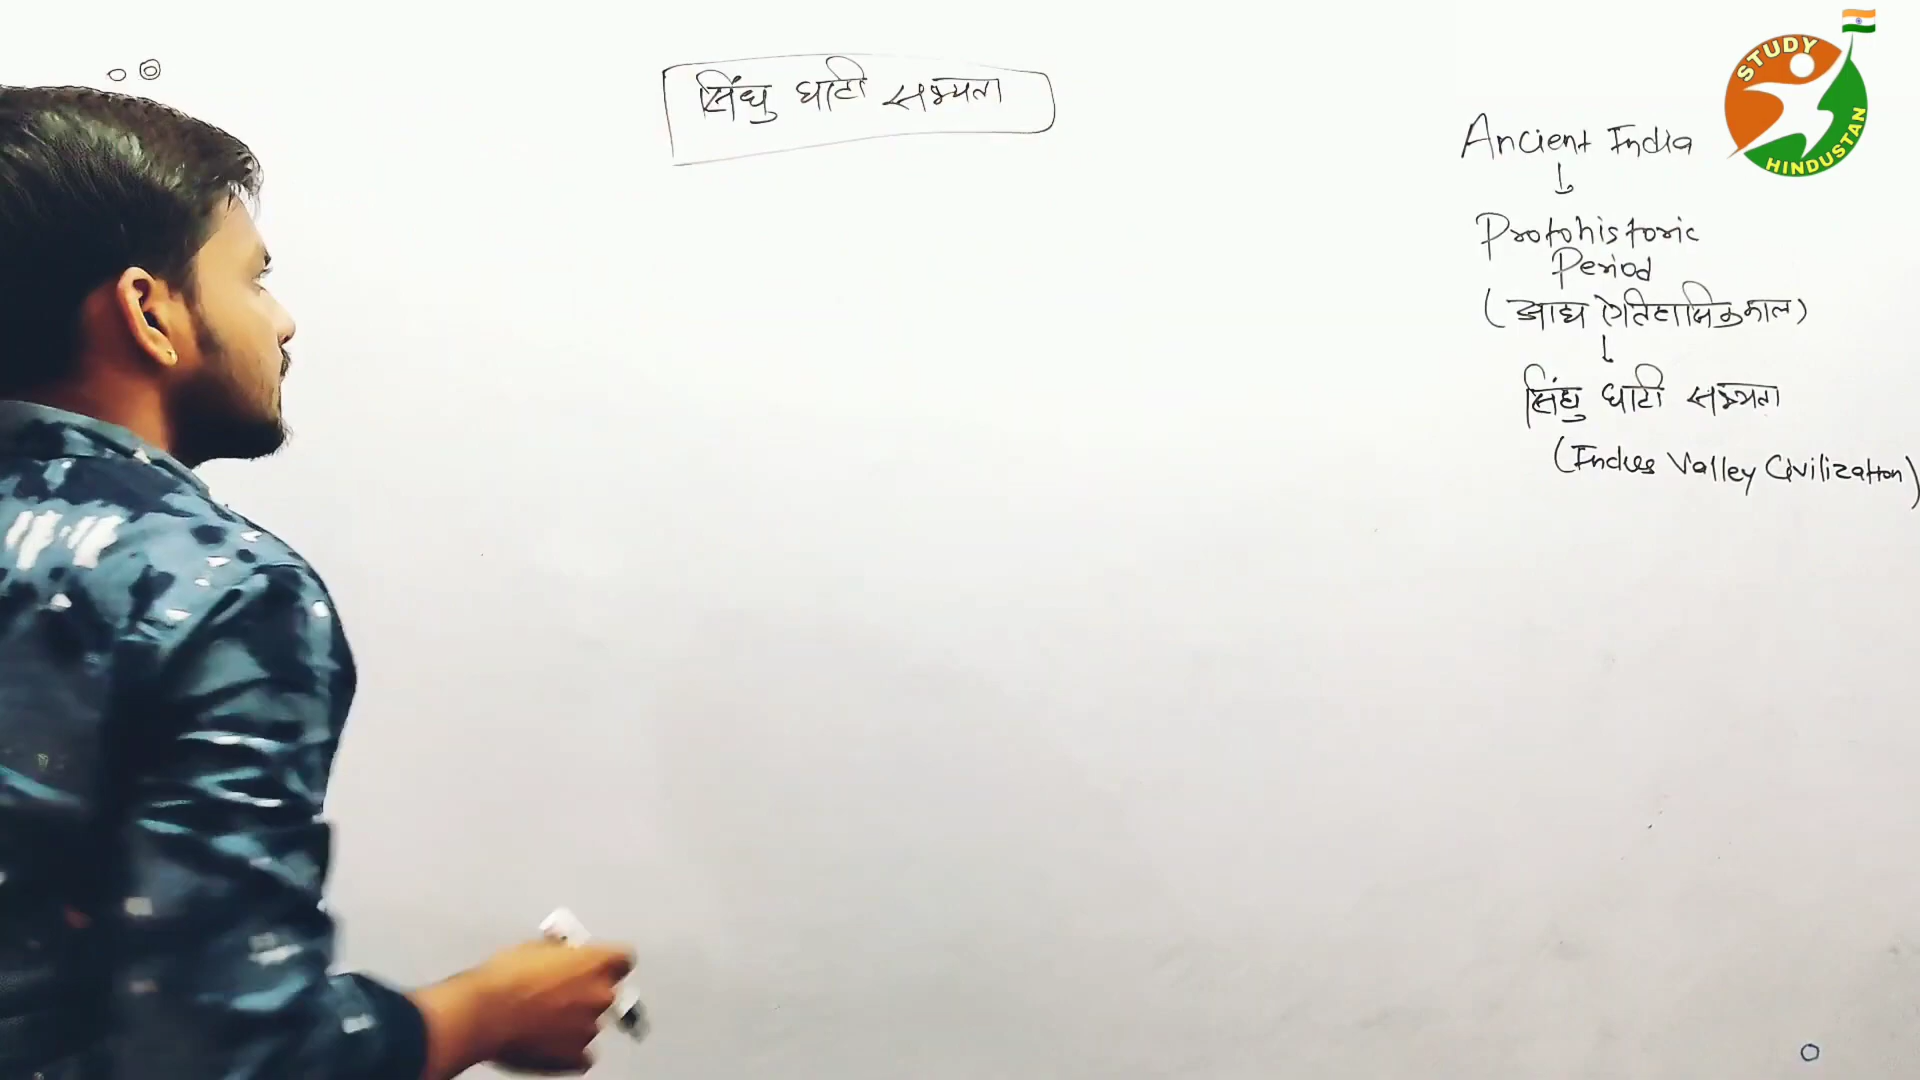 सिंधु घाटी सभ्यता
STUDY
HINDUSTAN
Ancient India
Protohistoric
Period
(आद्य ऐतिहासिक काल)
सिंधु घाटी सभ्यता
(Indus Valley Civilization)